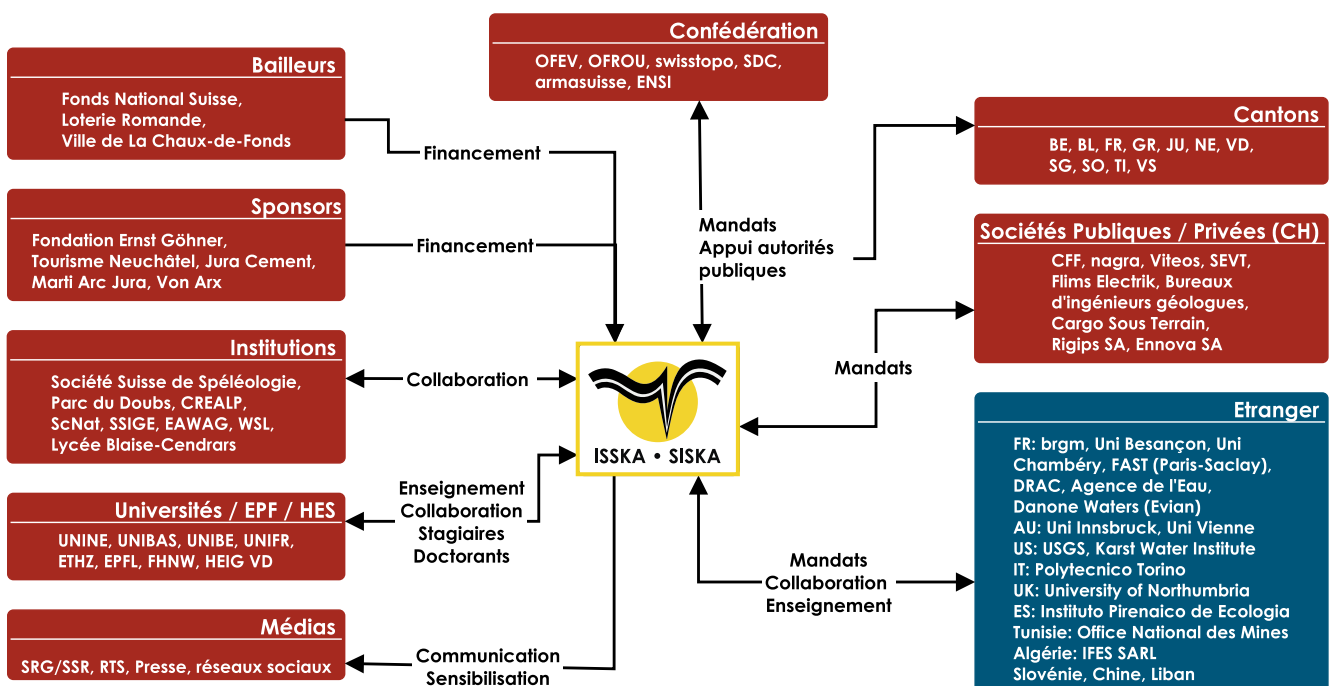 Confédération
OFEV, OFROU, swisstopo, SDC,
armasuisse, ENSI
Bailleurs
Fonds National Suisse,
Loterie Romande,
Ville de La Chaux-de-Fonds
Financement
Sponsors
Fondation Ernst Göhner,
Tourisme Neuchâtel, Jura Cement,
Marti Arc Jura, Von Arx
Financement
Institutions
Société Suisse de Spéléologie,
Parc du Doubs, CREALP,
ScNat, SSIGE, EAWAG, WSL,
Lycée Blaise-Cendrars
Collaboration
Universités / EPF / HES
UNINE, UNIBAS, UNIBE, UNIFR,
ETHZ, EPFL, FHNW, HEIG VD
Enseignement
Collaboration
Stagiaires
Doctorants
Médias
SRG/SSR, RTS, Presse, réseaux sociaux
Communication
Sensibilisation
ISSKA • SISKA
Mandats
Appui autorités
publiques
Cantons
BE, BL, FR, GR, JU, NE, VD,
SG, SO, TI, VS
Sociétés Publiques / Privées (CH)
CFF, nagra, Viteos, SEVT,
Flims Electrik, Bureaux
d'ingénieurs géologues,
Cargo Sous Terrain,
Rigips SA, Ennova SA
Mandats
Etranger
FR: brgm, Uni Besançon, Uni
Chambéry, FAST (Paris-Saclay),
DRAC, Agence de l'Eau,
Danone Waters (Evian)
AU: Uni Innsbruck, Uni Vienne
US: USGS, Karst Water Institute
IT: Polytecnico Torino
UK: University of Northumbria
ES: Instituto Pirenaico de Ecologia
Tunisie: Office National des Mines
Algérie: IFES SARL
Slovénie, Chine, Liban
Mandats
Collaboration
Enseignement